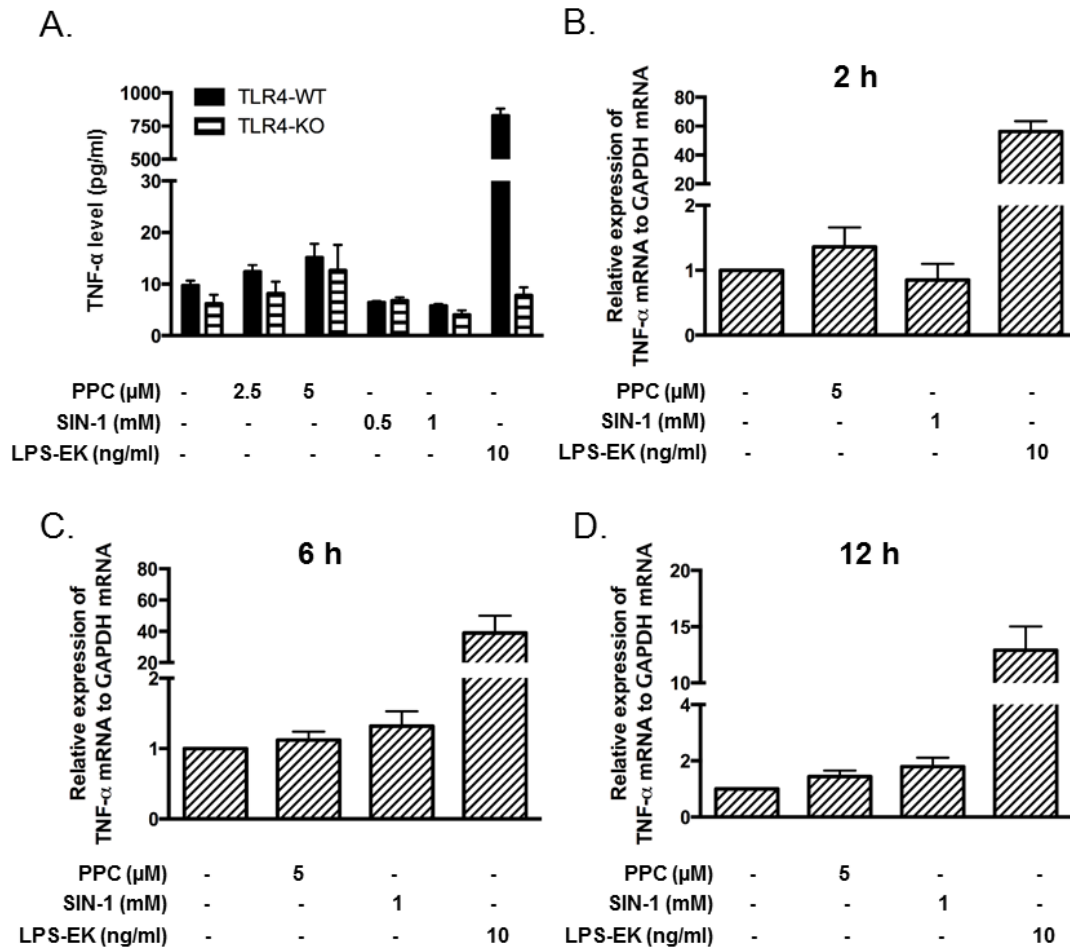 A.
TNF-α level (pg/ml)
1000
750
500
30
20
10
0
TLR4-WT
TLR4-KO
PPC (µM) - 2.5 5 - - -
SIN-1 (mM) - - - 0.5 1 -
LPS-EK (ng/ml) - - - - - 10
B.
2 h
Relative expression of
TNF-α mRNA to GAPDH mRNA
80
60
40
20
2
1
0
PPC (µM) - 5 - -
SIN-1 (mM) - - 1 -
LPS-EK (ng/ml) - - - 10
C.
6 h
Relative expression of
TNF-α mRNA to GAPDH mRNA
80
60
40
20
2
1
0
PPC (µM) - 5 - -
SIN-1 (mM) - - 1 -
LPS-EK (ng/ml) - - - 10
D.
12 h
Relative expression of
TNF-α mRNA to GAPDH mRNA
20
15
10
4
2
0
PPC (µM) - 5 - -
SIN-1 (mM) - - 1 -
LPS-EK (ng/ml) - - - 10